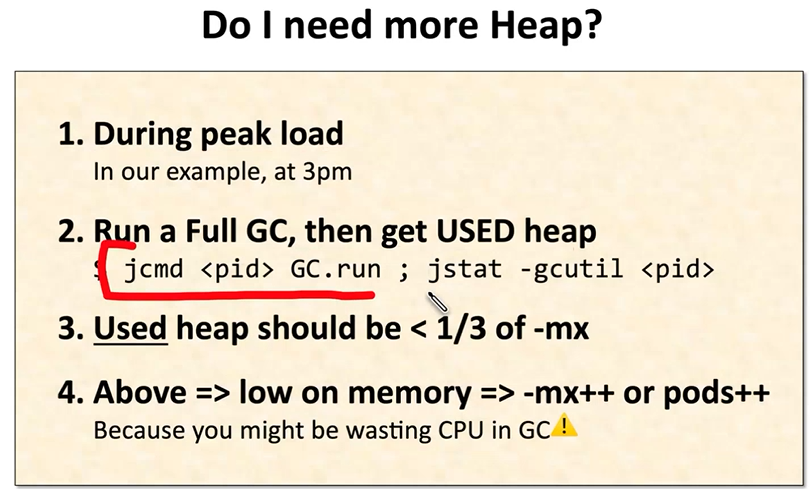 Do I need more Heap?
1. During peak load
In our example, at 3pm
2. Run a Full GC, then get USED heap
$ jcmd <pid> GC.run ; jstat -gcutil <pid>
3. Used heap should be < 1/3 of -mx
4. Above => low on memory => -mx++ or pods++
Because you might be wasting CPU in GC⚠️